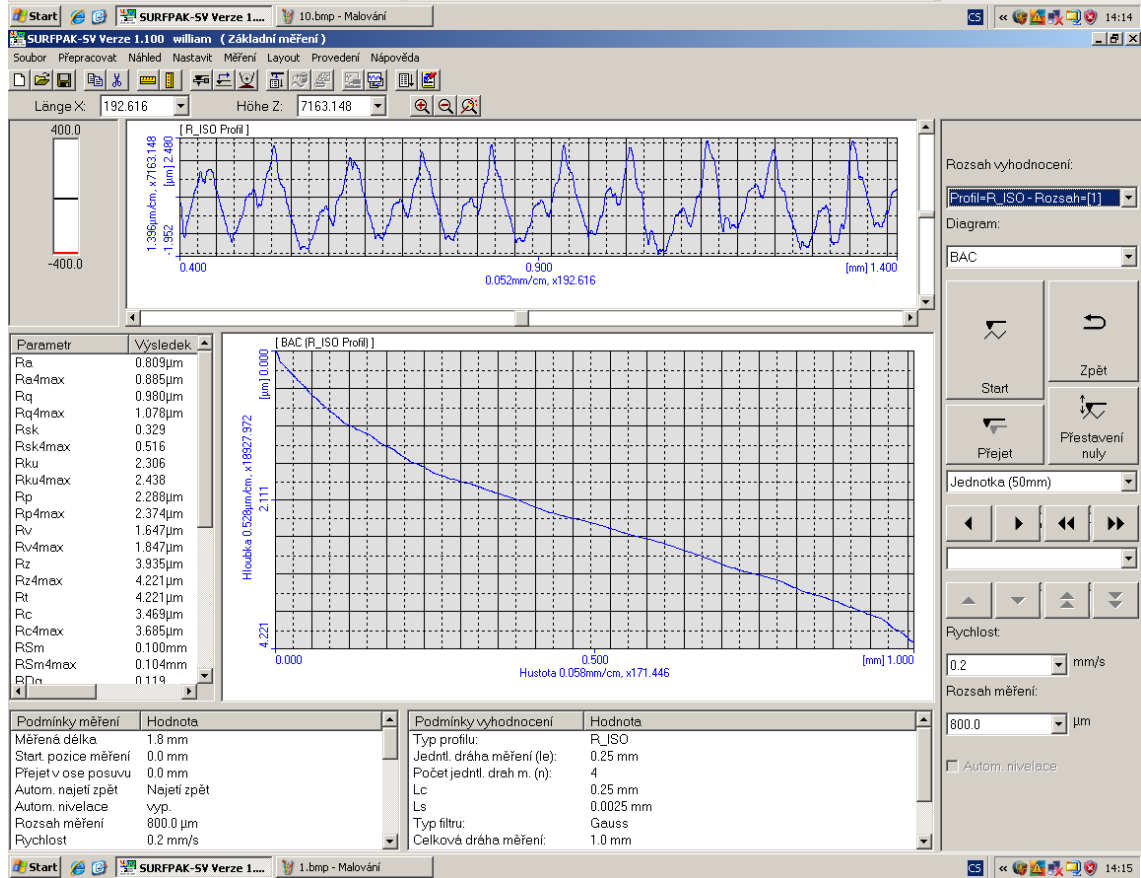 Start SURFPAK-SV Verze 1.... 10.bmp - Malování CS « 14:14
SURFPAK-SV Verze 1.100 william ( Základní měření )
Soubor Přepracovat Náhled Nastavit Měření Layout Provedení Nápověda
Länge X: 192.616 Höhe Z: 7163.148
400.0
-400.0
[ R_ISO Profil ]
1.396µm/cm, x7163.148
-1.952 [µm] 2.480
0.400 0.900 [mm] 1.400
0.052mm/cm, x192.616
Parametr Výsledek
Ra 0.809µm
Ra4max 0.885µm
Rq 0.980µm
Rq4max 1.078µm
Rsk 0.329
Rsk4max 0.516
Rku 2.306
Rku4max 2.438
Rp 2.288µm
Rp4max 2.374µm
Rv 1.647µm
Rv4max 1.847µm
Rz 3.935µm
Rz4max 4.221µm
Rt 4.221µm
Rc 3.469µm
Rc4max 3.685µm
RSm 0.100mm
RSm4max 0.104mm
RDq 0.119
[ BAC (R_ISO Profil) ]
Hloubka 0.528µm/cm, x18927.972
4.221 2.111 [µm] 0.000
0.000 0.500 [mm] 1.000
Hustota 0.058mm/cm, x171.446
Rozsah vyhodnocení:
Profil=R_ISO - Rozsah=[1]
Diagram:
BAC
Start
Zpět
Přejet
Přestavení
nuly
Jednotka (50mm)
Rychlost:
0.2 mm/s
Rozsah měření:
800.0 µm
Autom. nivelace
Podmínky měření Hodnota
Měřená délka 1.8 mm
Start. pozice měření 0.0 mm
Přejet v ose posuvu 0.0 mm
Autom. najetí zpět Najetí zpět
Autom. nivelace vyp.
Rozsah měření 800.0 µm
Rychlost 0.2 mm/s
Podmínky vyhodnocení Hodnota
Typ profilu: R_ISO
Jedntl. dráha měření (le): 0.25 mm
Počet jedntl. drah m. (n): 4
Lc 0.25 mm
Ls 0.0025 mm
Typ filtru: Gauss
Celková dráha měření: 1.0 mm
Start SURFPAK-SV Verze 1.... 1.bmp - Malování CS « 14:15